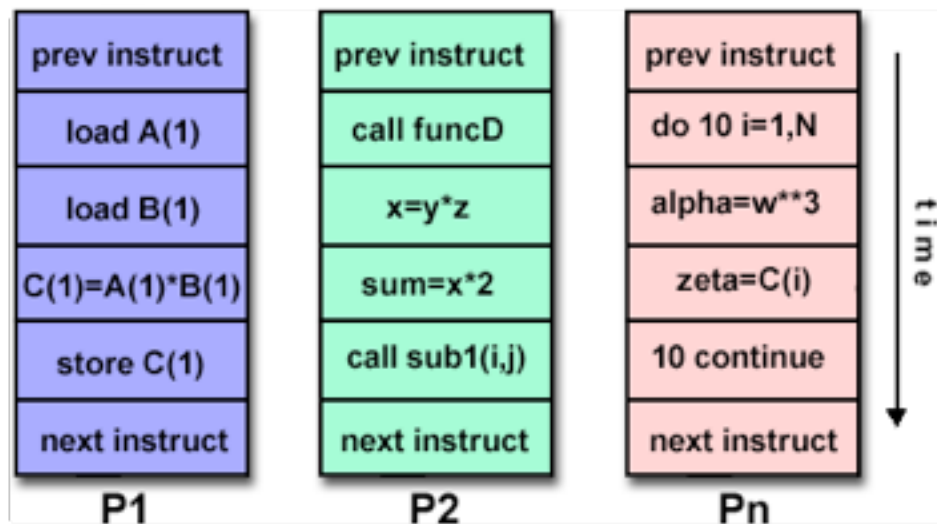 prev instruct
load A(1)
load B(1)
C(1)=A(1)*B(1)
store C(1)
next instruct
P1
prev instruct
call funcD
x=y*z
sum=x*2
call sub1(i,j)
next instruct
P2
prev instruct
do 10 i=1,N
alpha=w**3
zeta=C(i)
10 continue
next instruct
Pn
time